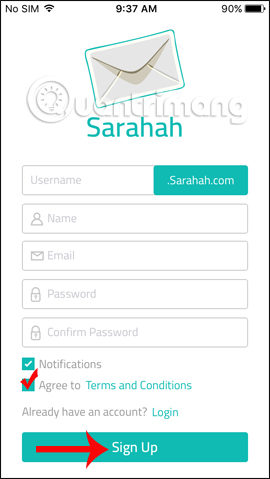 No SIM 9:37 AM 90%
Quantrimang
Sarahah
Username .Sarahah.com
Name
Email
Password
Confirm Password
Notifications
Agree to Terms and Conditions
Already have an account? Login
Sign Up